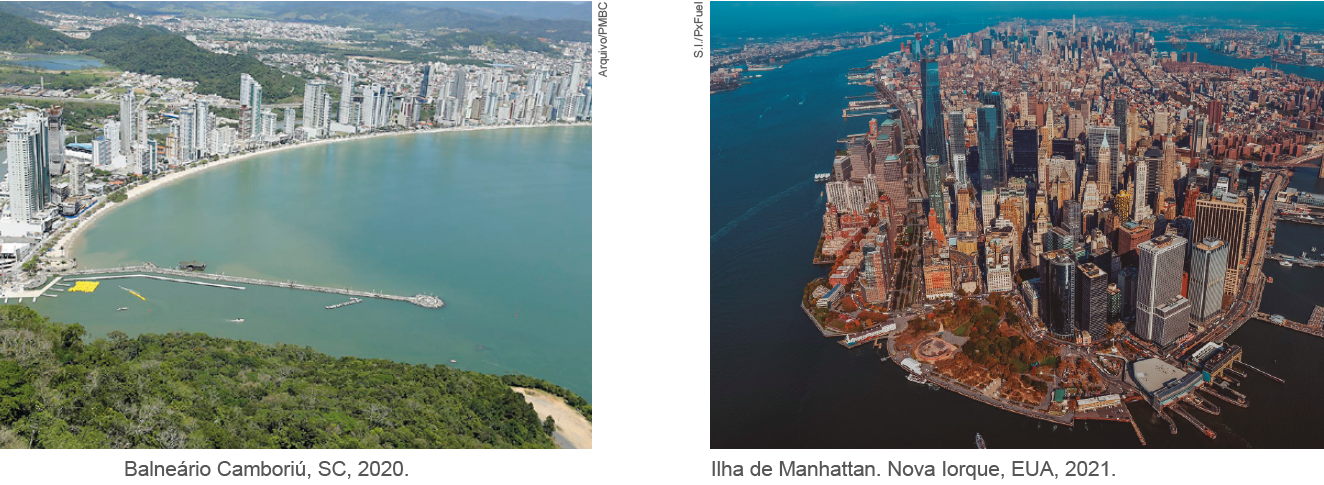 Arquivo/PMBC
S.I./PxFuel
Balneário Camboriú, SC, 2020.
Ilha de Manhattan. Nova Iorque, EUA, 2021.